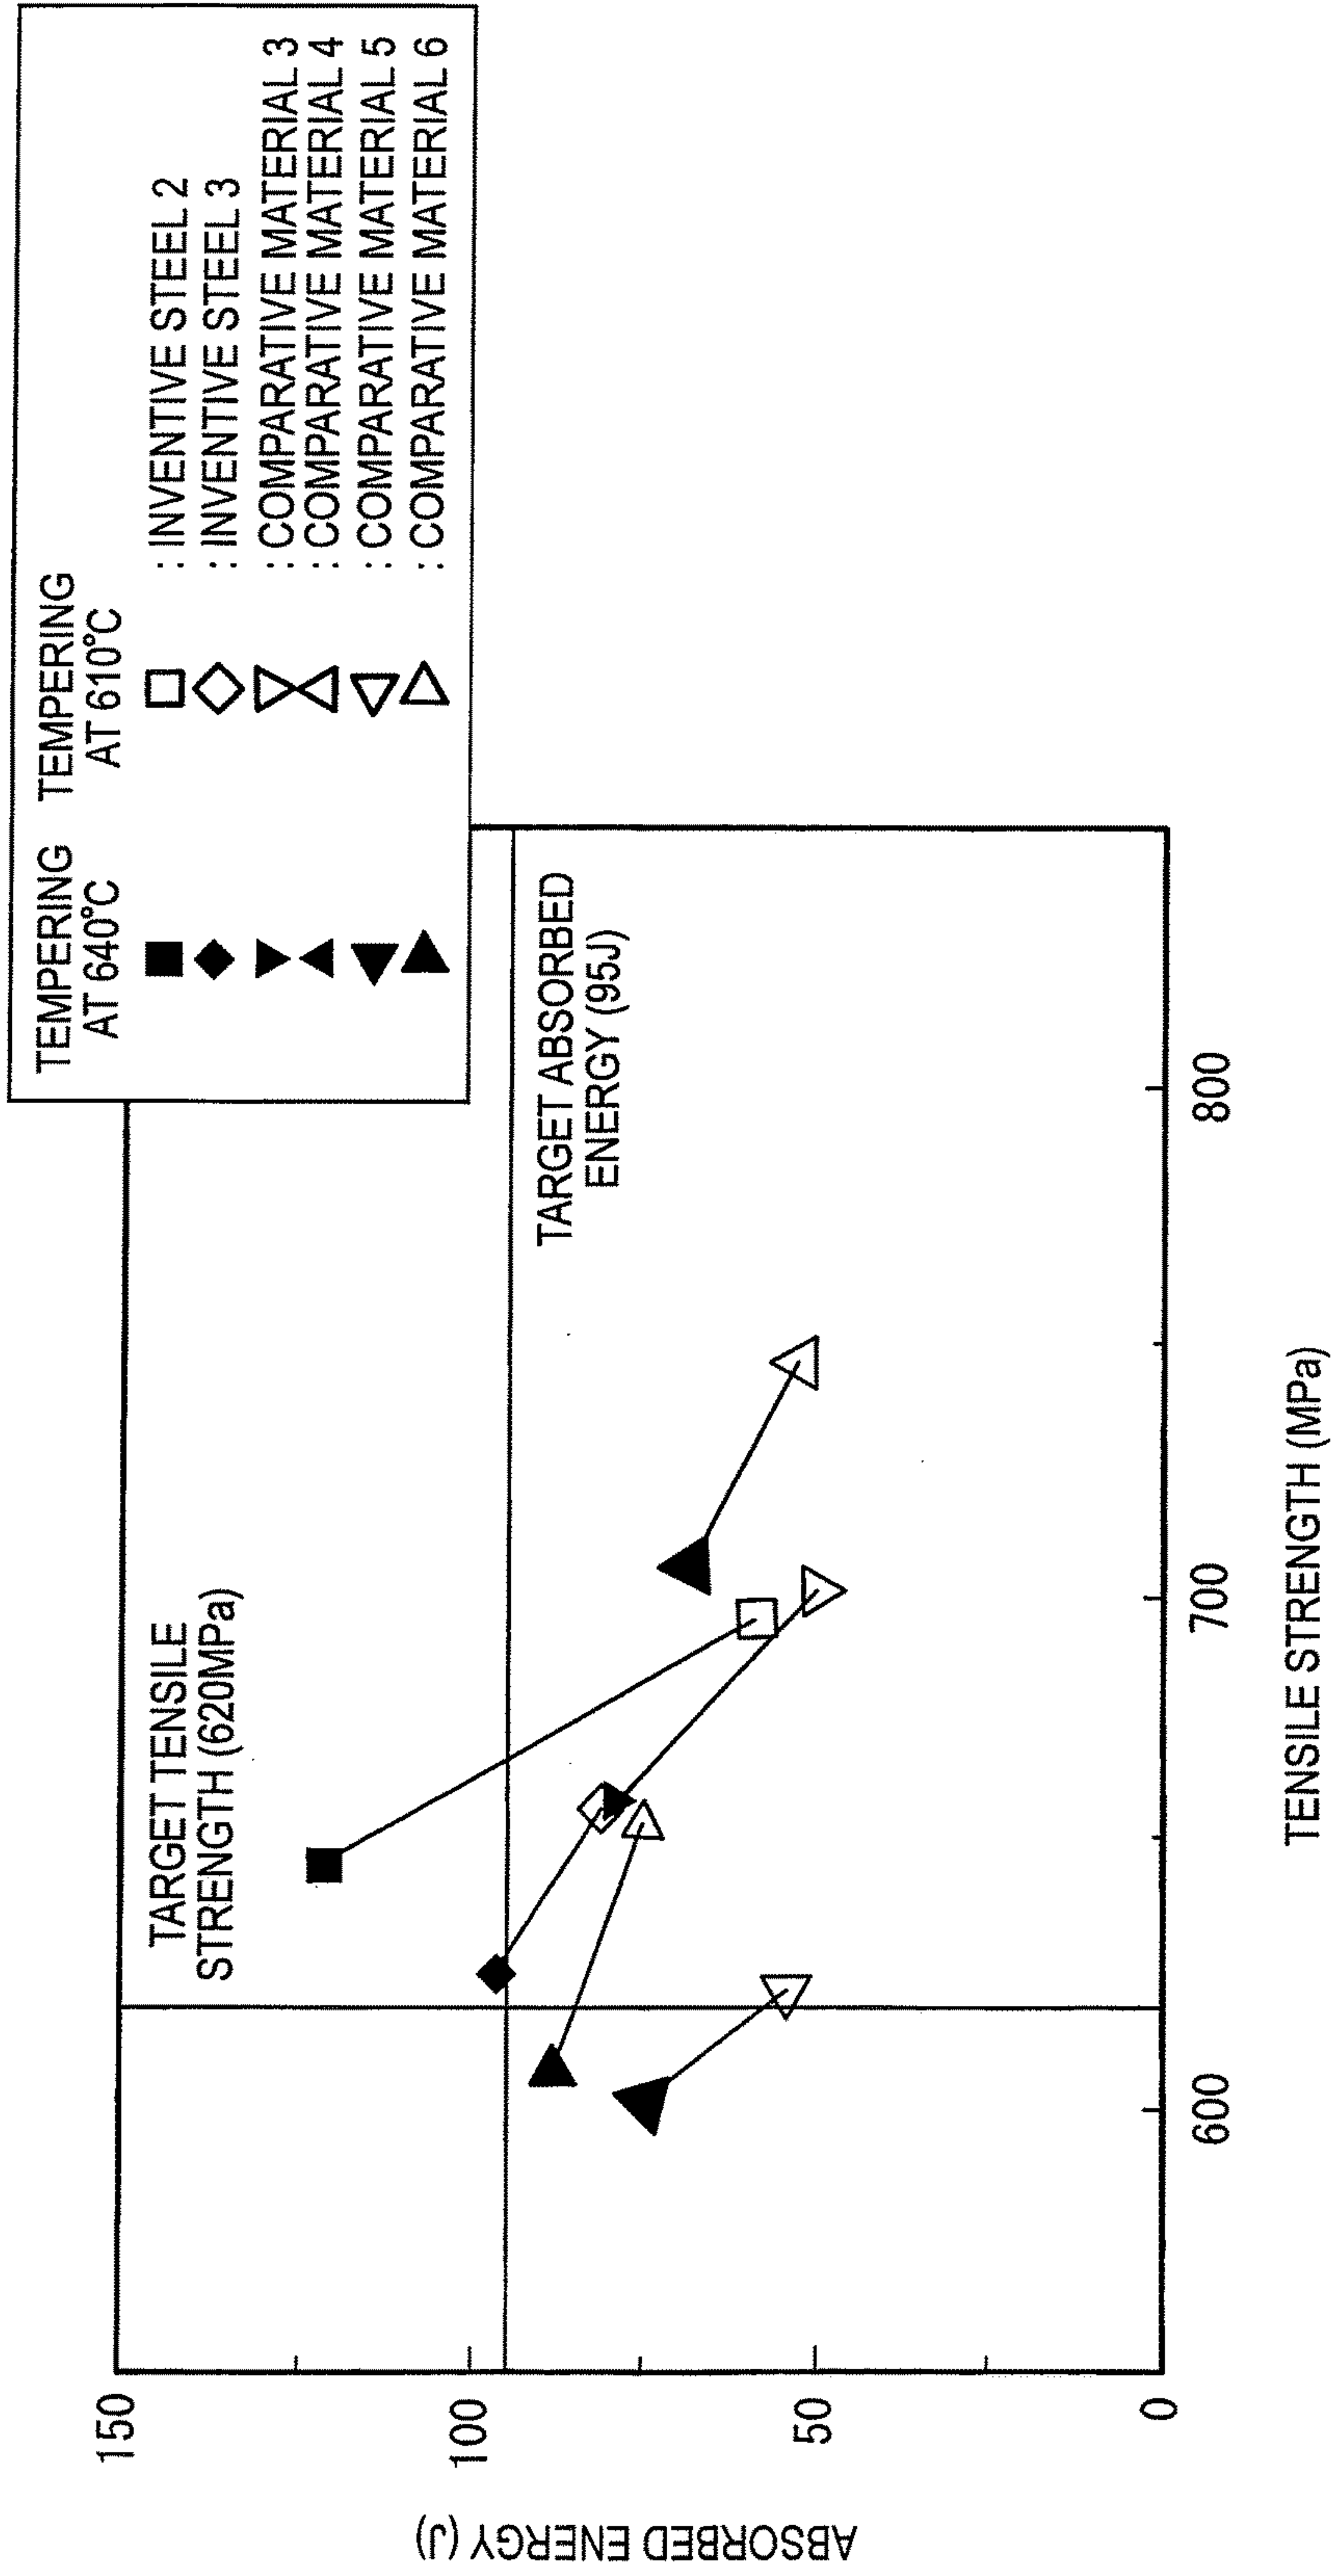 TEMPERING AT 640°C
TEMPERING AT 610°C
: INVENTIVE STEEL 2
: INVENTIVE STEEL 3
: COMPARATIVE MATERIAL 3
: COMPARATIVE MATERIAL 4
: COMPARATIVE MATERIAL 5
: COMPARATIVE MATERIAL 6
TARGET TENSILE
STRENGTH (620MPa)
TARGET ABSORBED
ENERGY (95J)
150
100
50
0
ABSORBED ENERGY (J)
600
700
800
TENSILE STRENGTH (MPa)